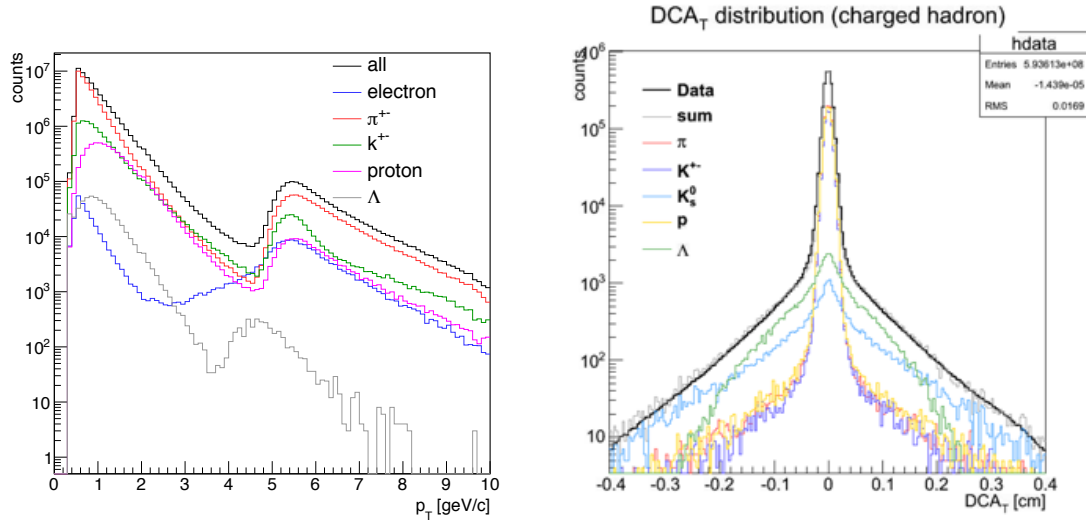 counts
10⁷
10⁶
10⁵
10⁴
10³
10²
10
1
all
electron
π⁺⁻
k⁺⁻
proton
Λ
0 1 2 3 4 5 6 7 8 9 10
p_T [geV/c]
DCA_T distribution (charged hadron)
hdata
Entries 5.93613e+08
Mean -1.439e-05
RMS 0.0169
counts
10⁶
10⁵
10⁴
10³
10²
10
Data
sum
π
K⁺⁻
K⁰ₛ
p
Λ
-0.4 -0.3 -0.2 -0.1 0 0.1 0.2 0.3 0.4
DCA_T [cm]